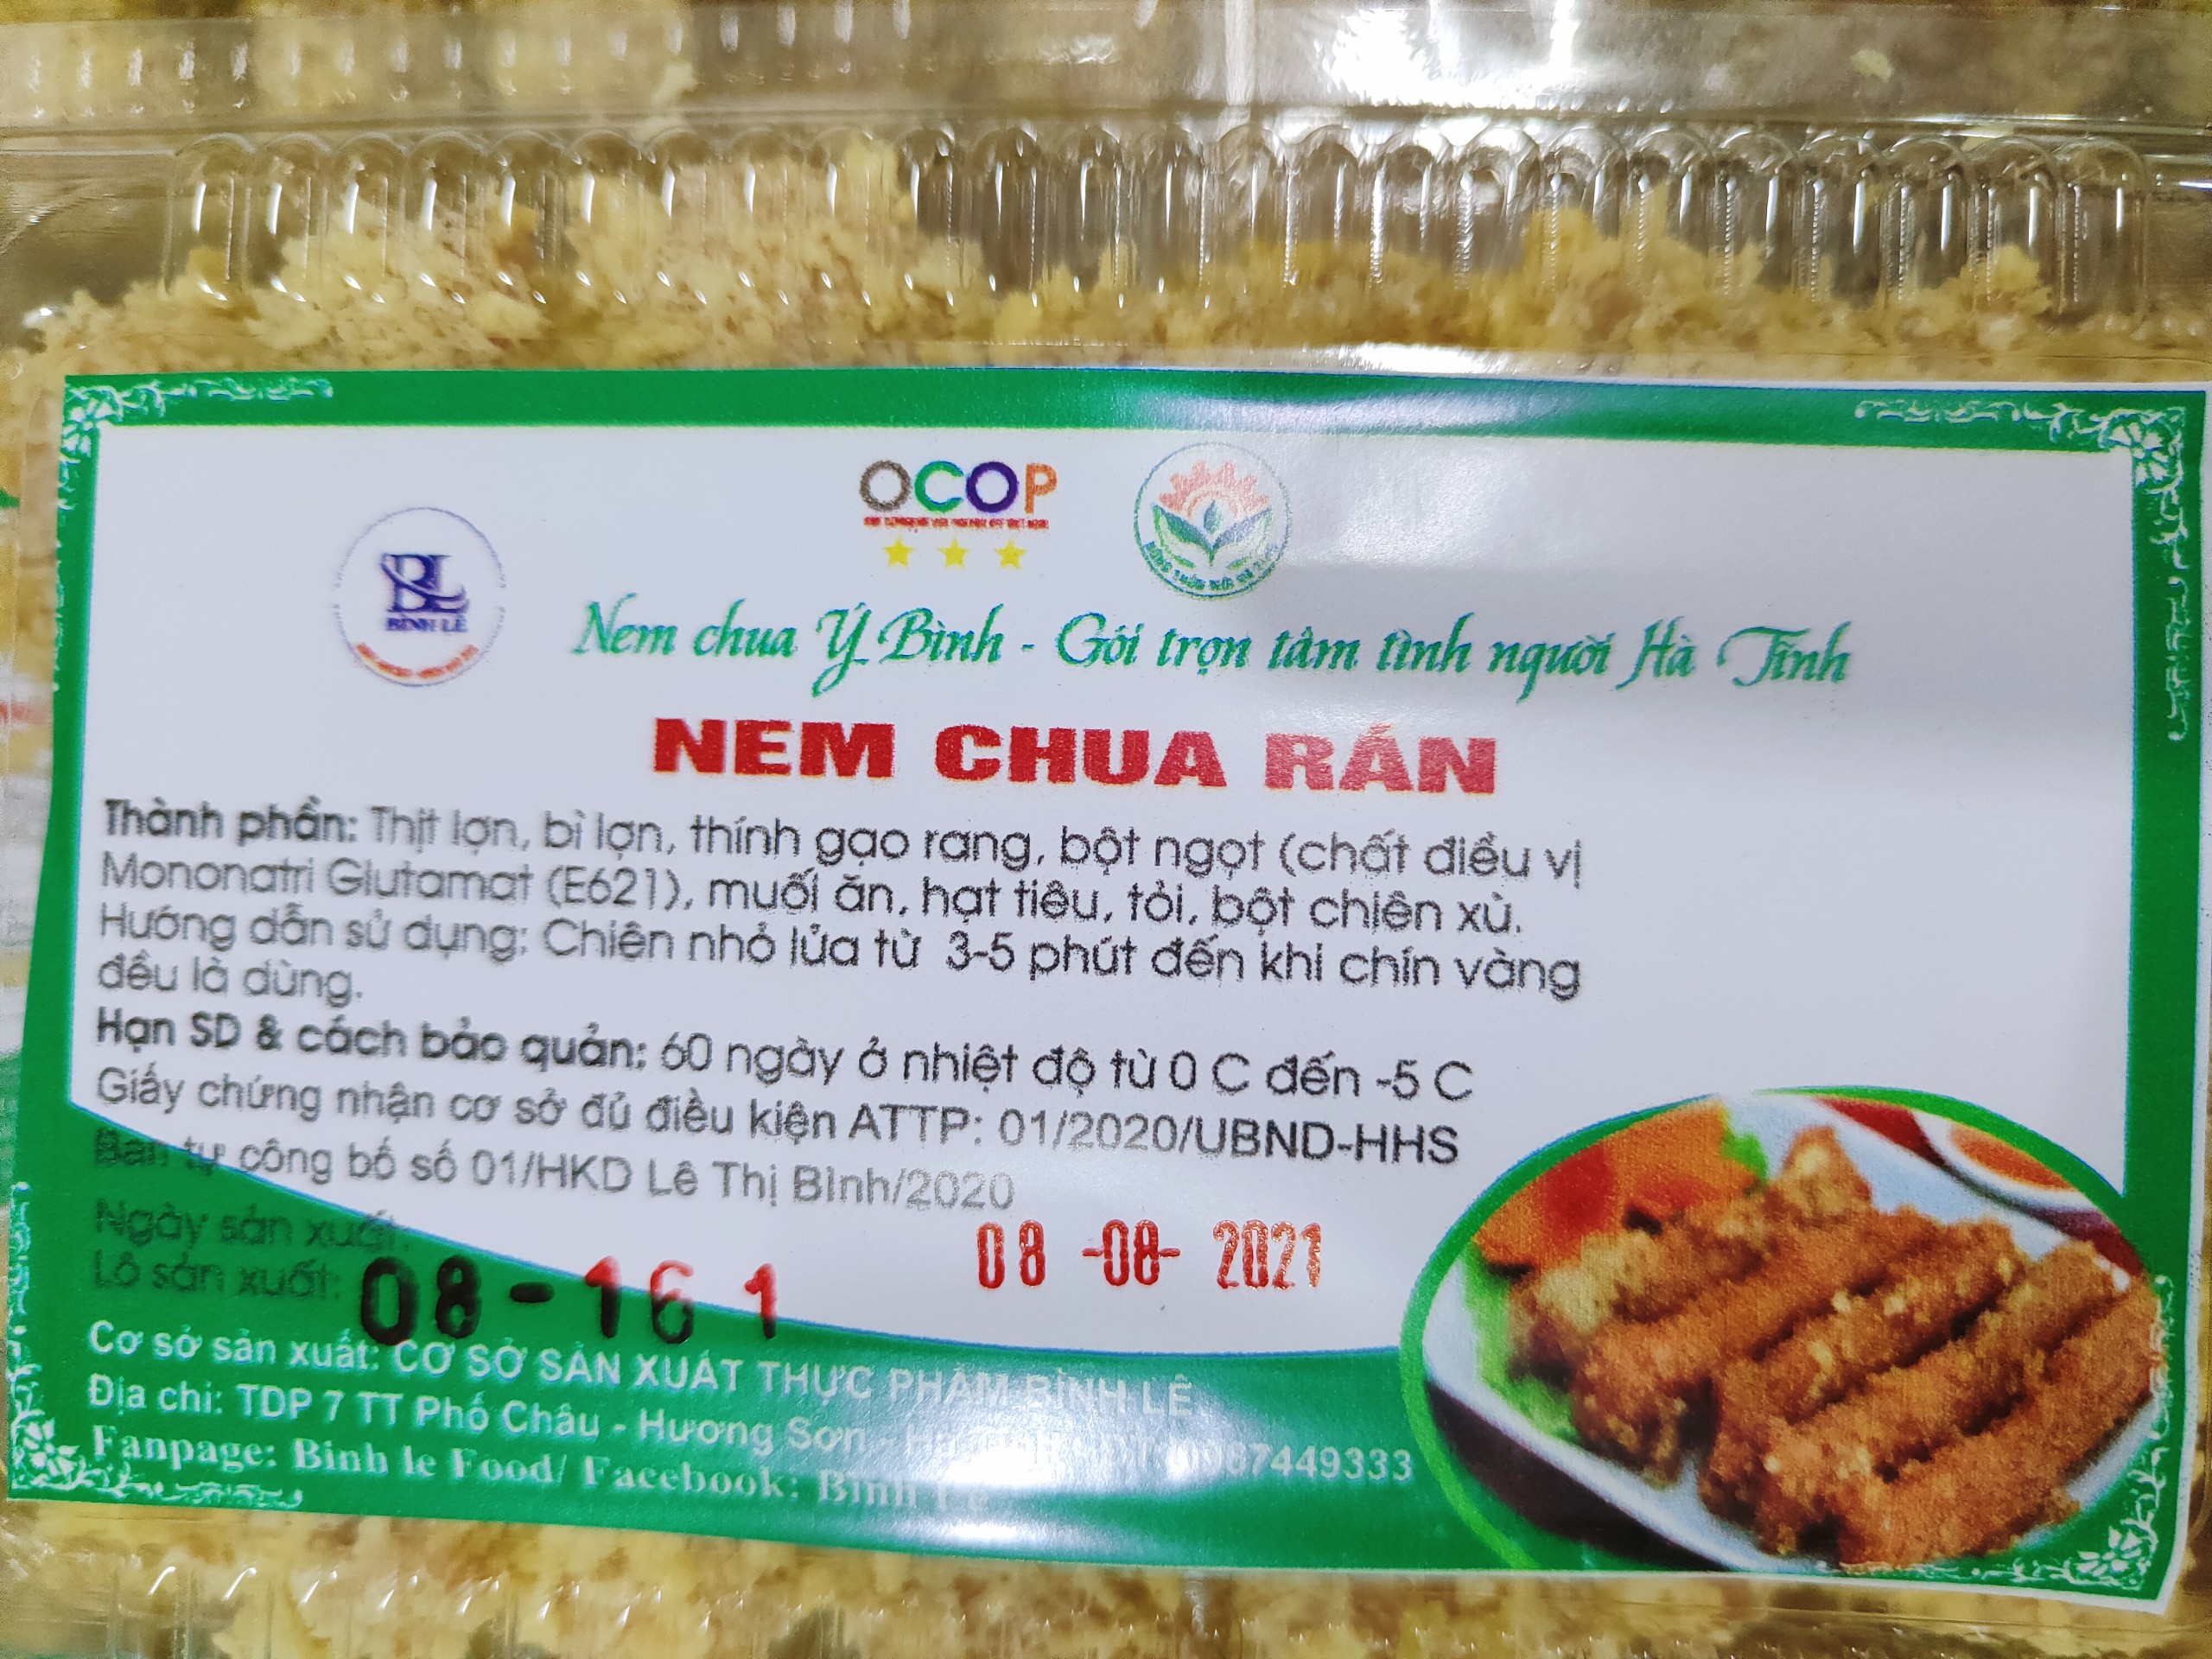 OCOP
BL
BÌNH LÊ
Nem chua Ý Bình - Gói trọn tâm tình người Hà Tĩnh
NEM CHUA RÁN
Thành phần: Thịt lợn, bì lợn, thính gạo rang, bột ngọt (chất điều vị
Mononatri Glutamat (E621), muối ăn, hạt tiêu, tỏi, bột chiên xù.
Hướng dẫn sử dụng: Chiên nhỏ lửa từ 3-5 phút đến khi chín vàng
đều là dùng.
Hạn SD & cách bảo quản: 60 ngày ở nhiệt độ từ 0 C đến -5 C
Giấy chứng nhận cơ sở đủ điều kiện ATTP: 01/2020/UBND-HHS
Bản tự công bố số 01/HKD Lê Thị Bình/2020
Ngày sản xuất:
08 -08- 2021
Lô sản xuất: 08-161
Cơ sở sản xuất: CƠ SỞ SẢN XUẤT THỰC PHẨM BÌNH LÊ
Địa chỉ: TDP 7 TT Phố Châu - Hương Sơn - 87449333
Fanpage: Binh le Food/ Facebook: